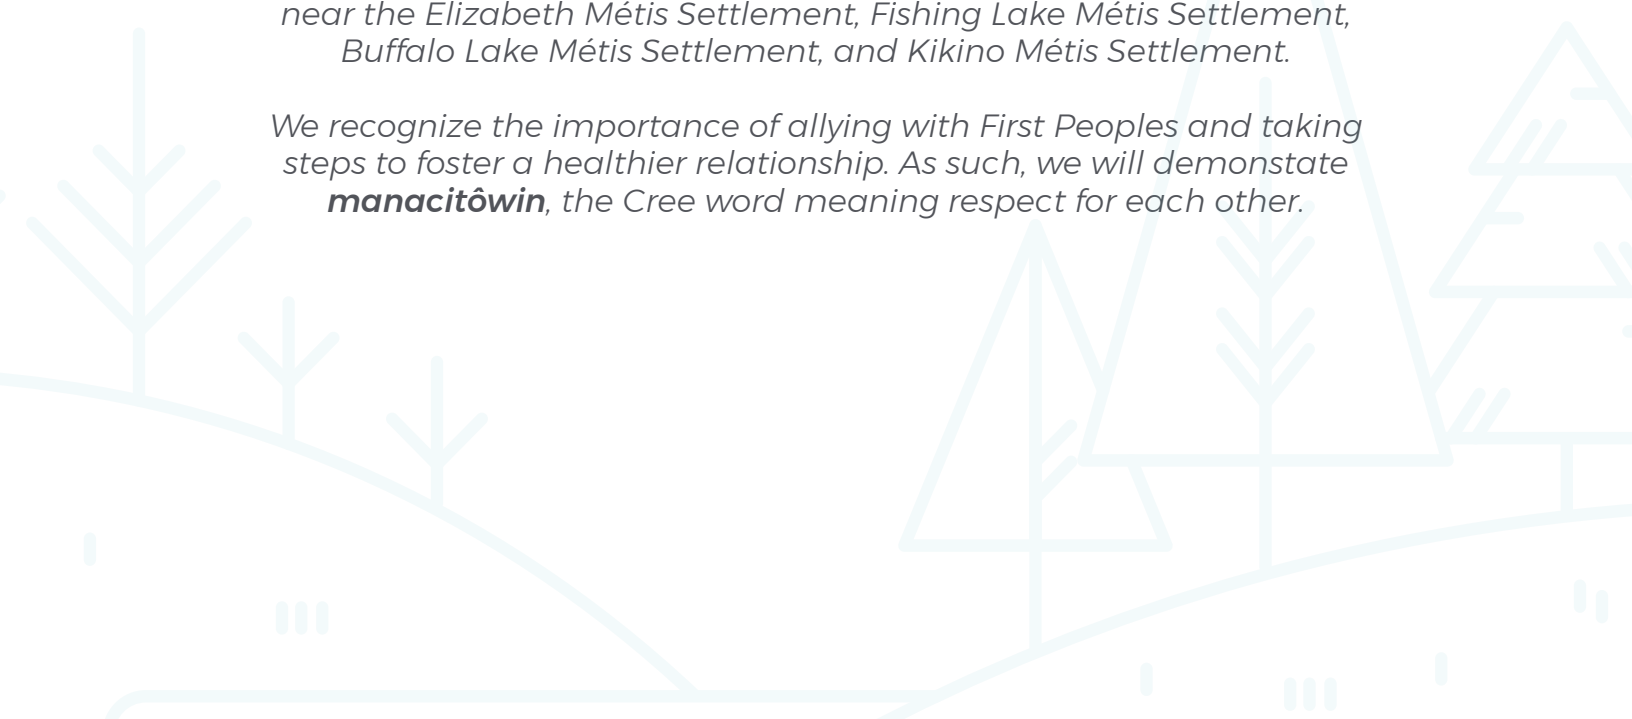 near the Elizabeth Métis Settlement, Fishing Lake Métis Settlement,
Buffalo Lake Métis Settlement, and Kikino Métis Settlement.
We recognize the importance of allying with First Peoples and taking
steps to foster a healthier relationship. As such, we will demonstate
manacitôwin, the Cree word meaning respect for each other.